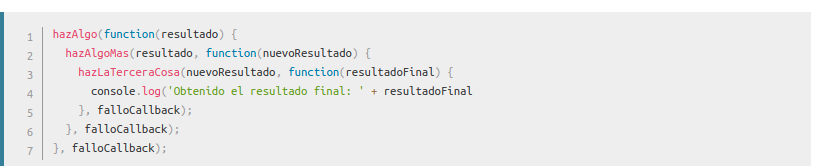 1 hazAlgo(function(resultado) {
2   hazAlgoMas(resultado, function(nuevoResultado) {
3     hazLaTerceraCosa(nuevoResultado, function(resultadoFinal) {
4       console.log('Obtenido el resultado final: ' + resultadoFinal
5     }, falloCallback);
6   }, falloCallback);
7 }, falloCallback);